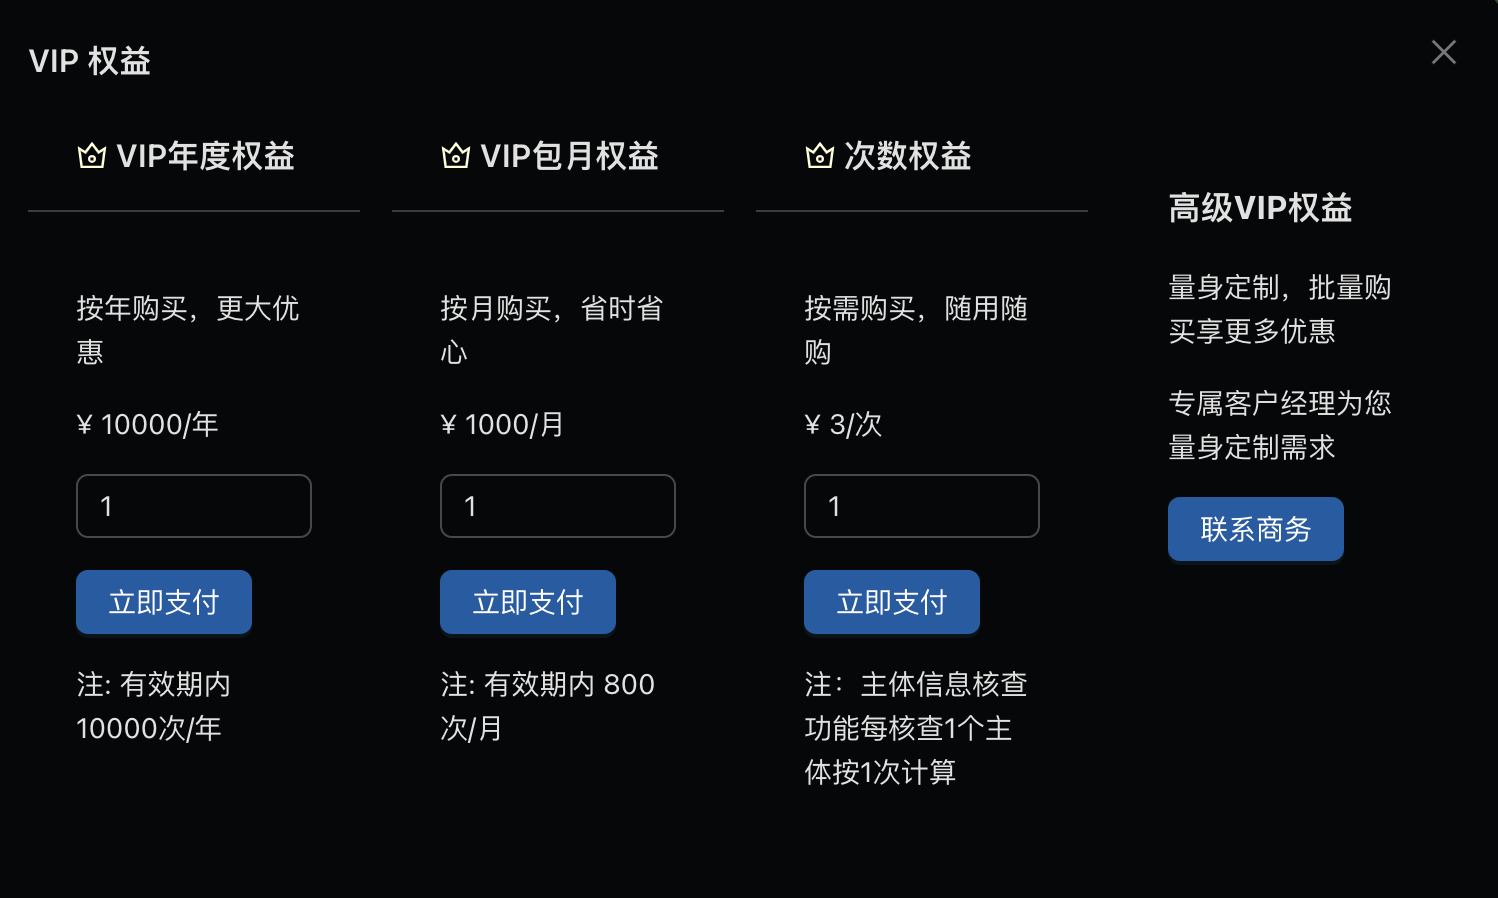 VIP 权益
VIP年度权益
按年购买，更大优
惠
¥ 10000/年
1
立即支付
注: 有效期内
10000次/年
VIP包月权益
按月购买，省时省
心
¥ 1000/月
1
立即支付
注: 有效期内 800
次/月
次数权益
按需购买，随用随
购
¥ 3/次
1
立即支付
注：主体信息核查
功能每核查1个主
体按1次计算
高级VIP权益
量身定制，批量购
买享更多优惠
专属客户经理为您
量身定制需求
联系商务